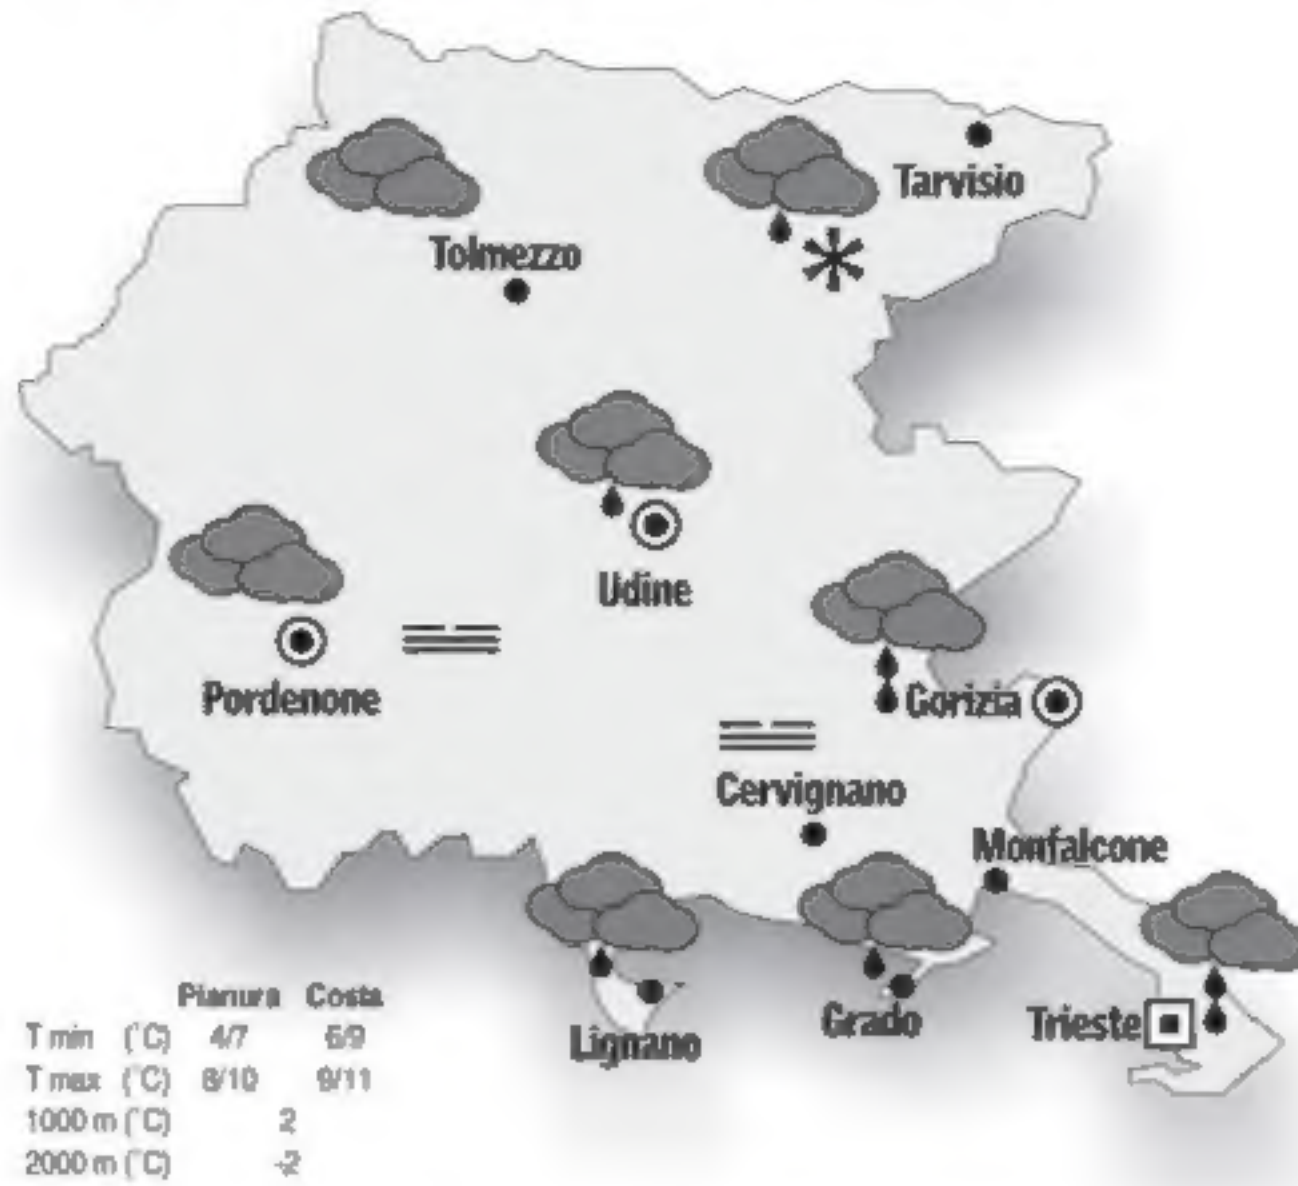 Tarvisio
Tolmezzo
Udine
Pordenone
Gorizia
Cervignano
Monfalcone
Lignano
Grado
Trieste
Pianura Costa
T min (°C) 4/7 6/9
T max (°C) 8/10 9/11
1000 m (°C) 2
2000 m (°C) -2